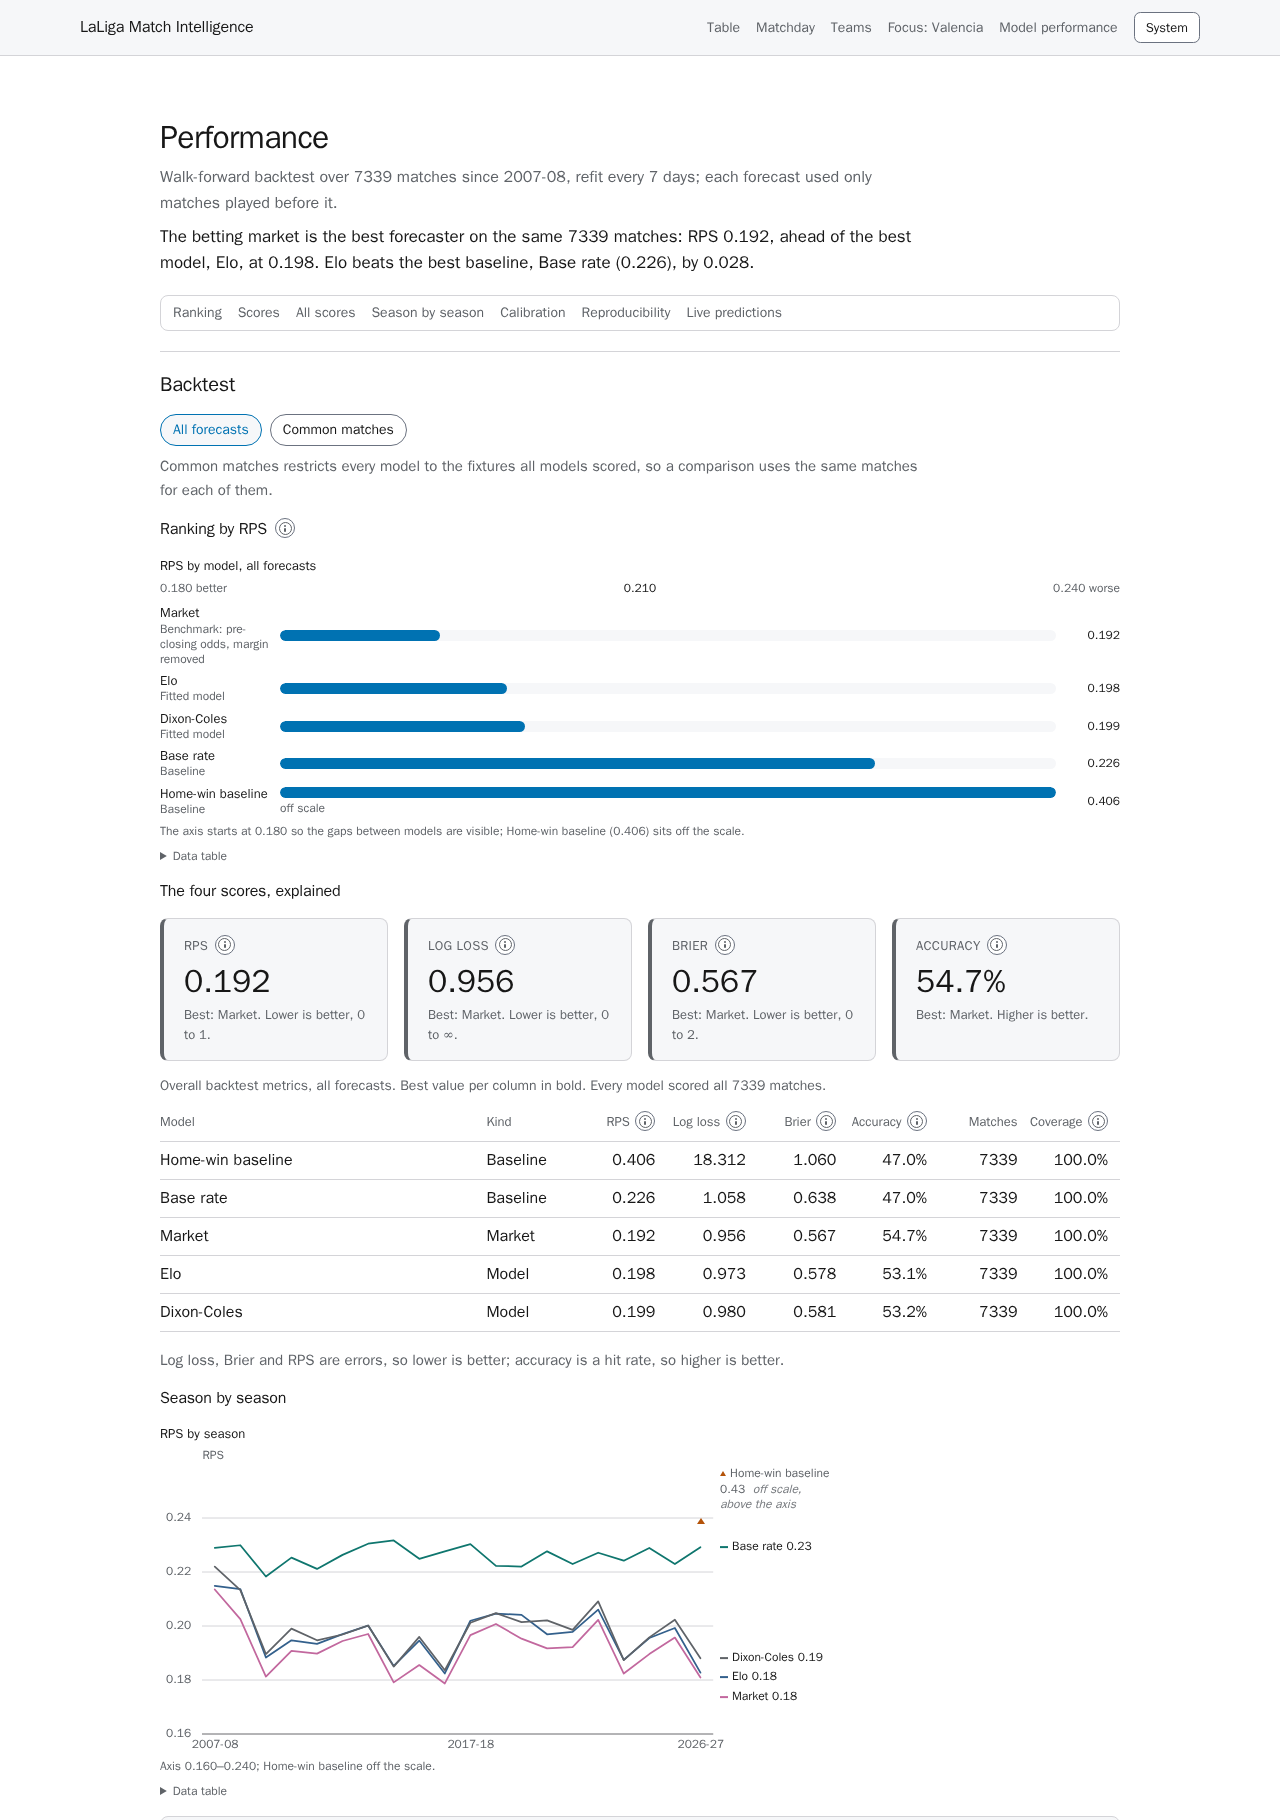 LaLiga Match Intelligence
Table Matchday Teams Focus: Valencia Model performance System
Performance
Walk-forward backtest over 7339 matches since 2007-08, refit every 7 days; each forecast used only
matches played before it.
The betting market is the best forecaster on the same 7339 matches: RPS 0.192, ahead of the best
model, Elo, at 0.198. Elo beats the best baseline, Base rate (0.226), by 0.028.
Ranking Scores All scores Season by season Calibration Reproducibility Live predictions
Backtest
All forecasts Common matches
Common matches restricts every model to the fixtures all models scored, so a comparison uses the same matches
for each of them.
Ranking by RPS
RPS by model, all forecasts
0.180 better 0.210 0.240 worse
Market
Benchmark: pre-
closing odds, margin
removed
0.192
Elo
Fitted model
0.198
Dixon-Coles
Fitted model
0.199
Base rate
Baseline
0.226
Home-win baseline
Baseline
off scale
0.406
The axis starts at 0.180 so the gaps between models are visible; Home-win baseline (0.406) sits off the scale.
Data table
The four scores, explained
RPS
0.192
Best: Market. Lower is better, 0
to 1.
LOG LOSS
0.956
Best: Market. Lower is better, 0
to ∞.
BRIER
0.567
Best: Market. Lower is better, 0
to 2.
ACCURACY
54.7%
Best: Market. Higher is better.
Overall backtest metrics, all forecasts. Best value per column in bold. Every model scored all 7339 matches.
Model Kind RPS Log loss Brier Accuracy Matches Coverage
Home-win baseline Baseline 0.406 18.312 1.060 47.0% 7339 100.0%
Base rate Baseline 0.226 1.058 0.638 47.0% 7339 100.0%
Market Market 0.192 0.956 0.567 54.7% 7339 100.0%
Elo Model 0.198 0.973 0.578 53.1% 7339 100.0%
Dixon-Coles Model 0.199 0.980 0.581 53.2% 7339 100.0%
Log loss, Brier and RPS are errors, so lower is better; accuracy is a hit rate, so higher is better.
Season by season
RPS by season
RPS
Home-win baseline
0.43 off scale,
above the axis
0.24
Base rate 0.23
0.22
0.20
Dixon-Coles 0.19
Elo 0.18
0.18
Market 0.18
0.16
2007-08 2017-18 2026-27
Axis 0.160–0.240; Home-win baseline off the scale.
Data table